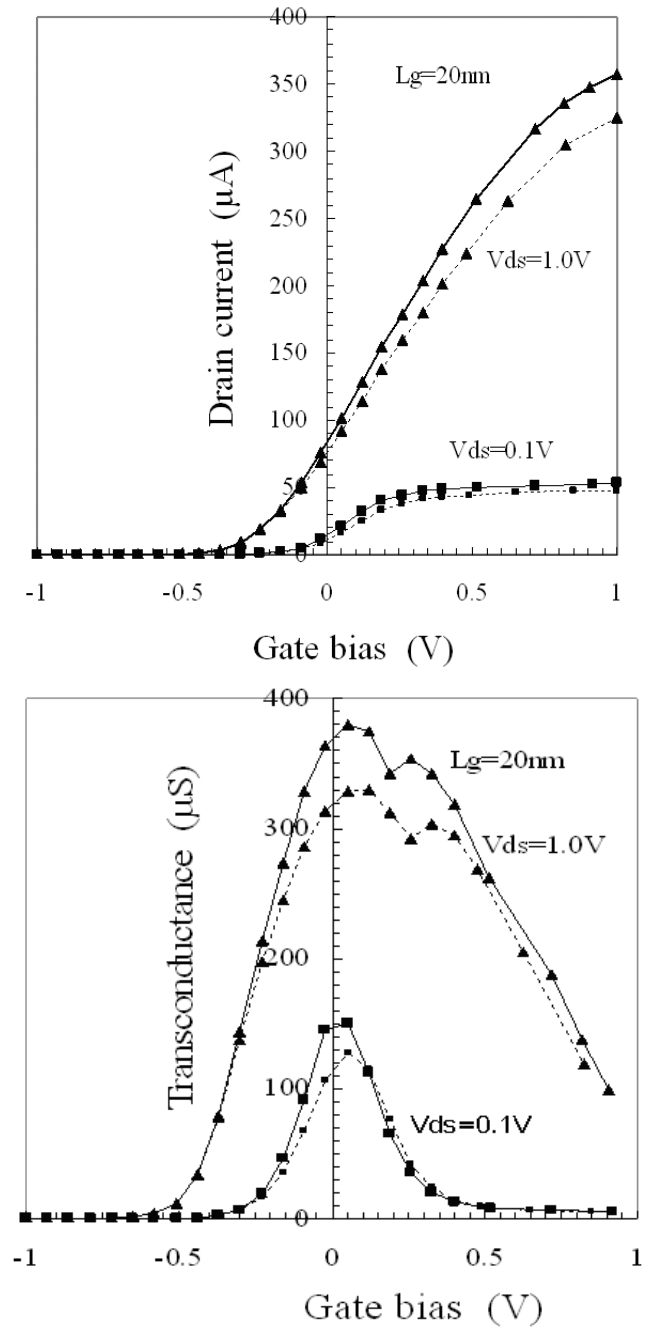 400
Lg=20nm
350
300
Drain current (μA)
250
Vds=1.0V
200
150
100
Vds=0.1V
50
0
-1 -0.5 0 0.5 1
Gate bias (V)
400
Lg=20nm
Transconductance (μS)
300
Vds=1.0V
200
100
Vds=0.1V
0
-1 -0.5 0 0.5 1
Gate bias (V)